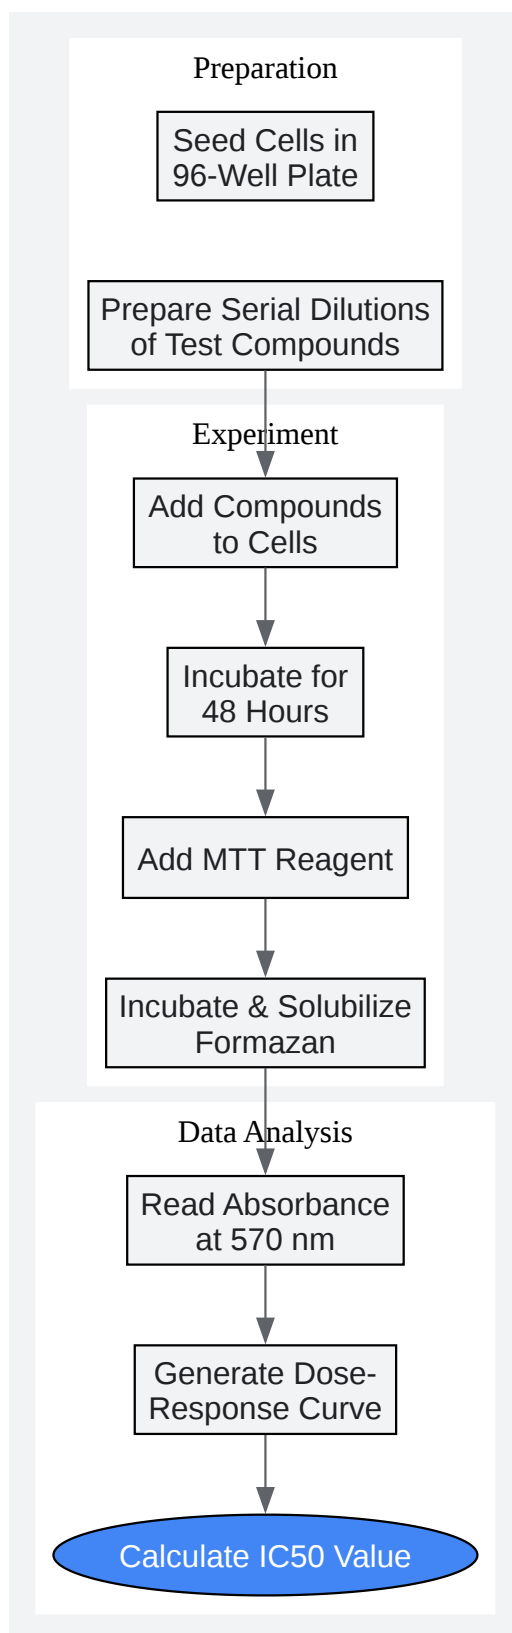 Preparation
Seed Cells in
96-Well Plate
Prepare Serial Dilutions
of Test Compounds
Experiment
Add Compounds
to Cells
Incubate for
48 Hours
Add MTT Reagent
Incubate & Solubilize
Formazan
Data Analysis
Read Absorbance
at 570 nm
Generate Dose-
Response Curve
Calculate IC50 Value